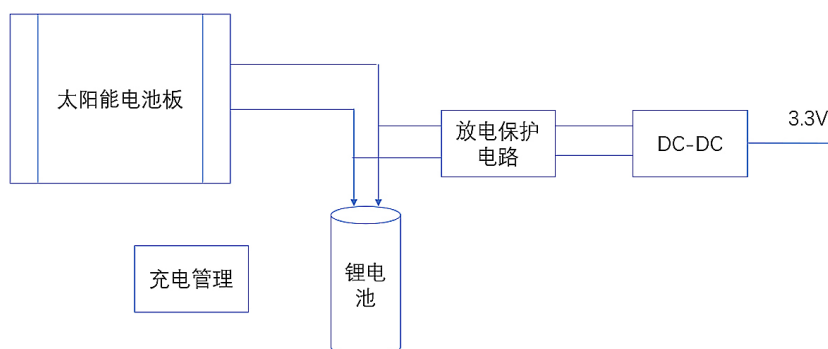 太阳能电池板
放电保护
电路
DC-DC
3.3V
充电管理
锂电
池